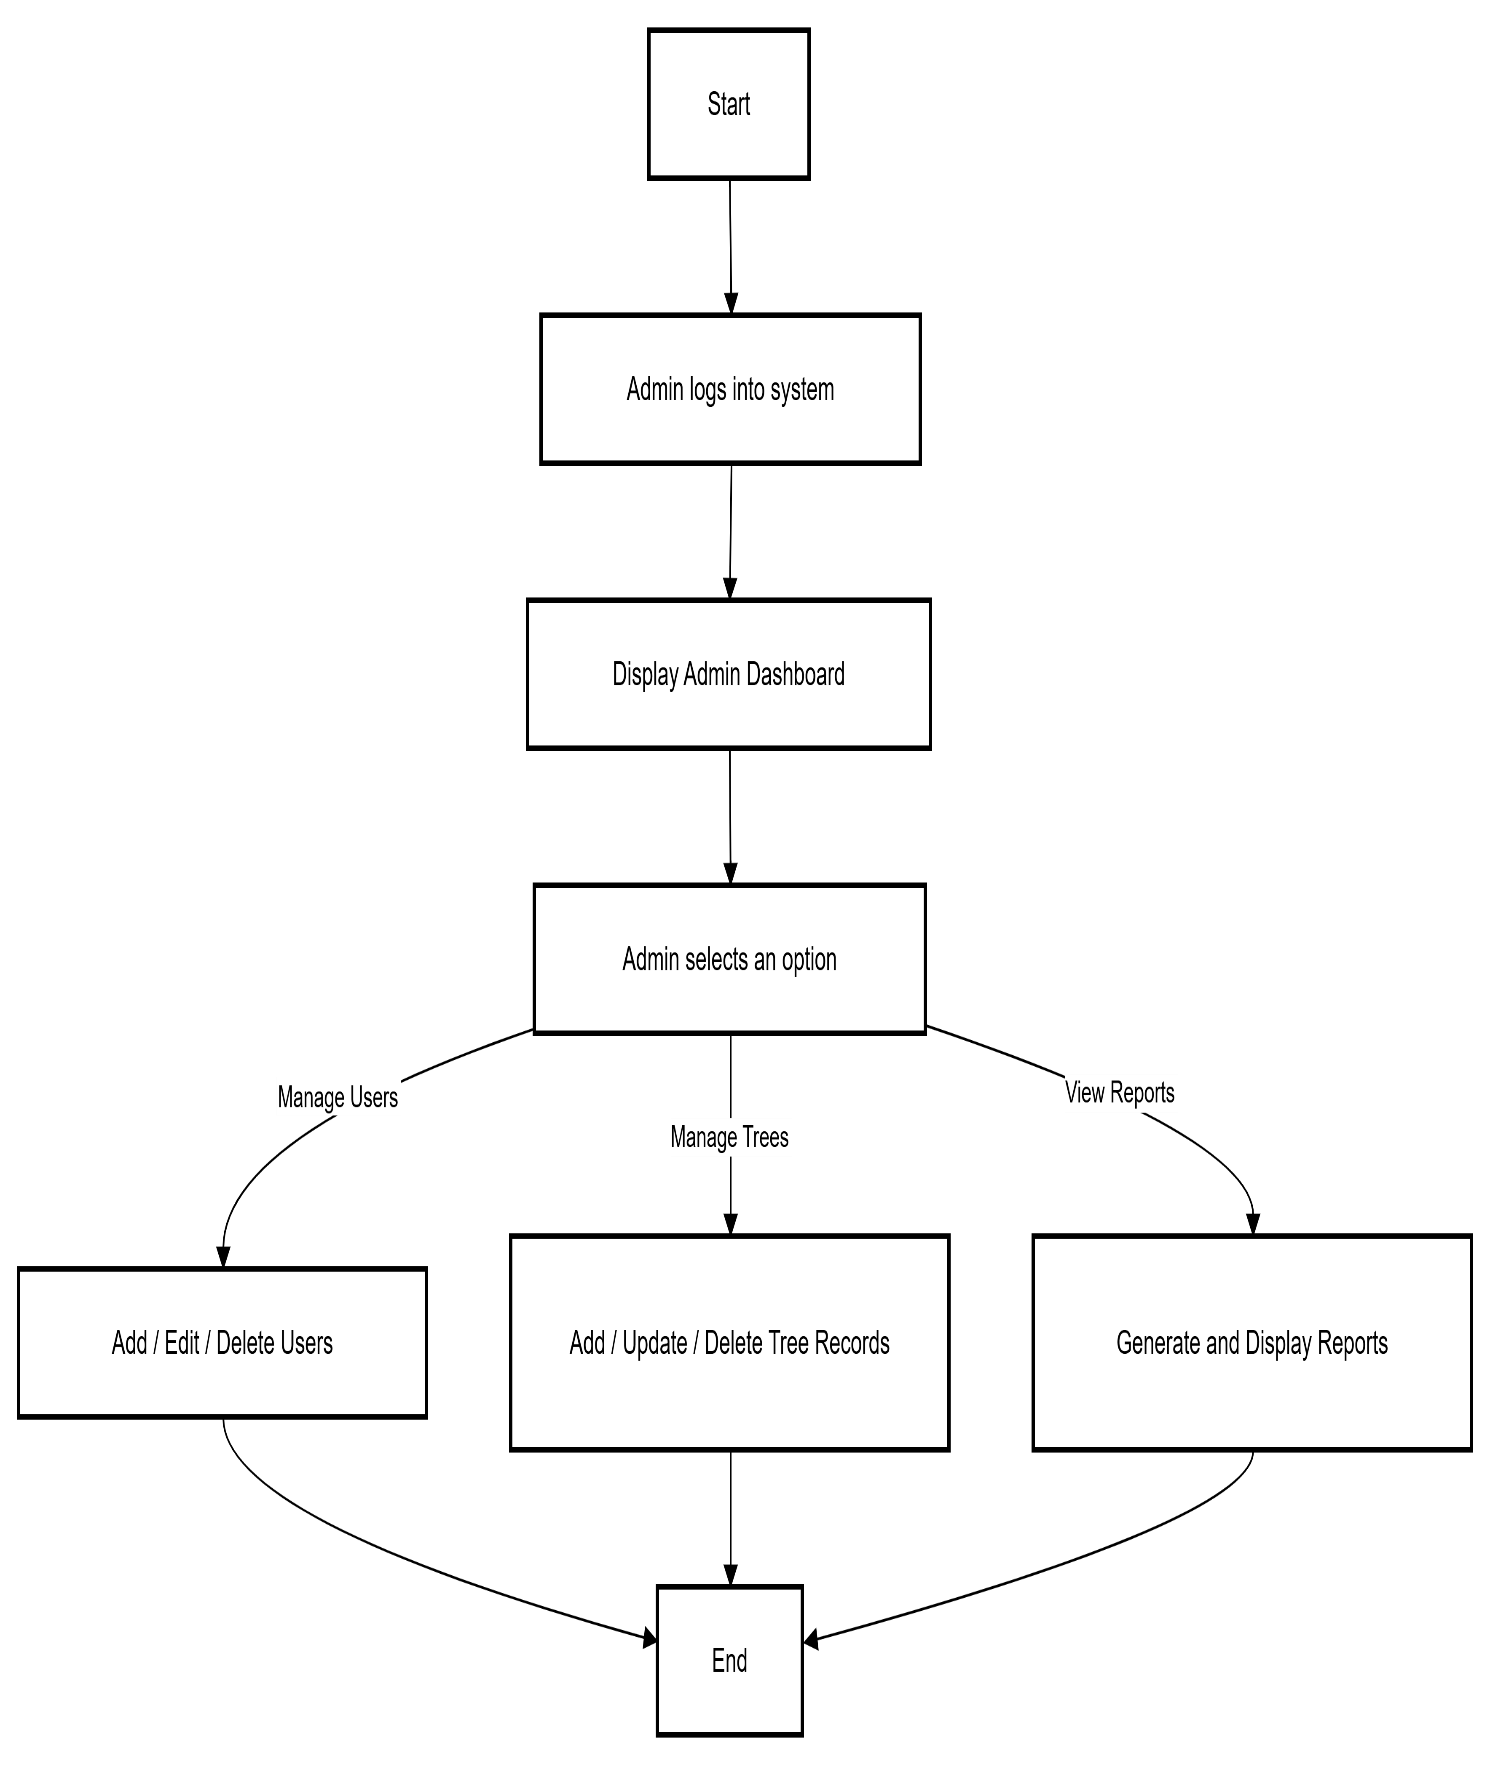 Start
Admin logs into system
Display Admin Dashboard
Admin selects an option
Manage Users
Manage Trees
View Reports
Add / Edit / Delete Users
Add / Update / Delete Tree Records
Generate and Display Reports
End